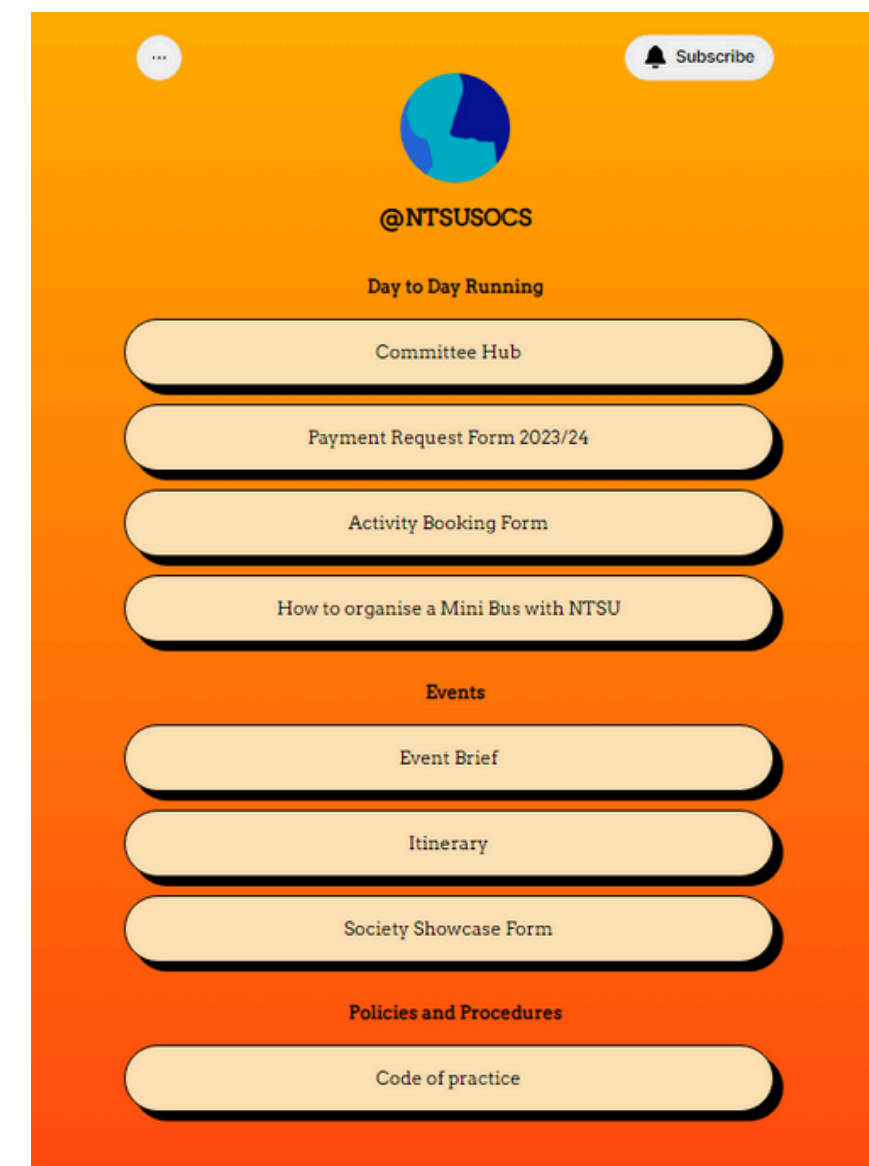 ...
Subscribe
@NTSUSOCS
Day to Day Running
Committee Hub
Payment Request Form 2023/24
Activity Booking Form
How to organise a Mini Bus with NTSU
Events
Event Brief
Itinerary
Society Showcase Form
Policies and Procedures
Code of practice